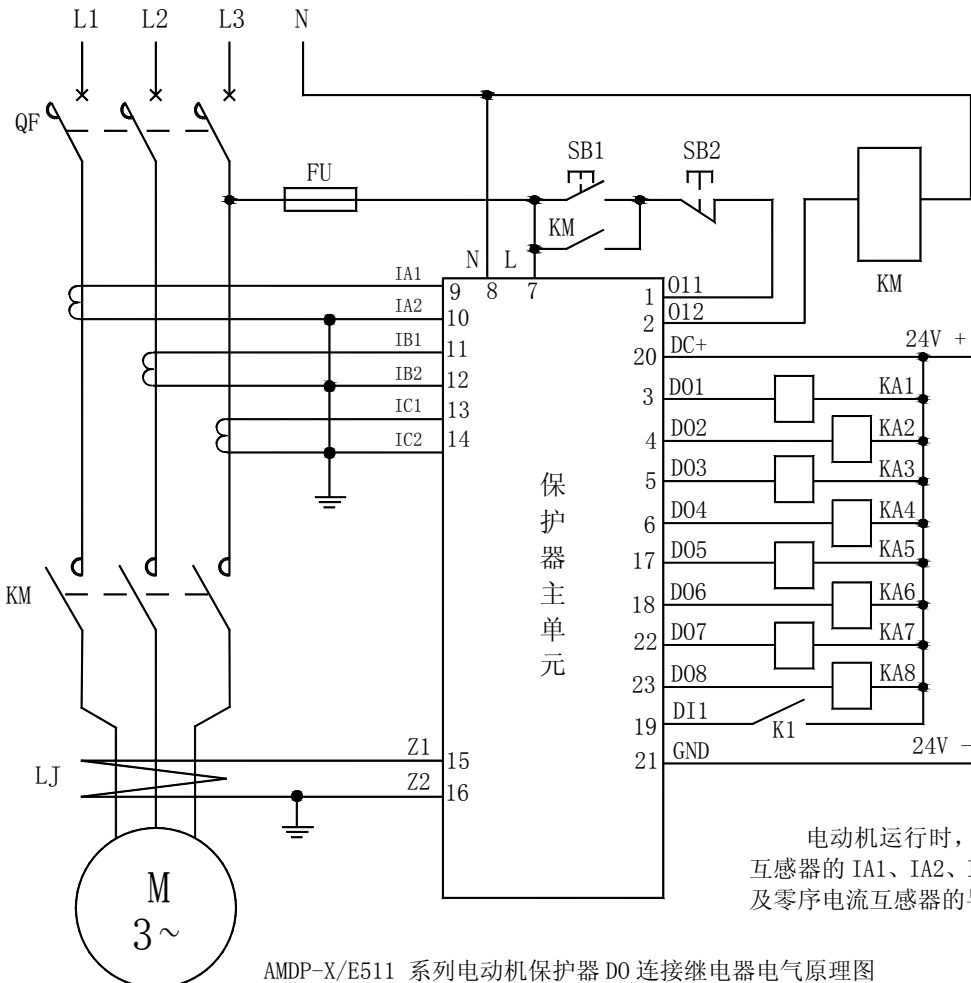 L1 L2 L3 N
QF
FU
SB1 SB2
KM
KM
N L
8 7
IA1 9
IA2 10
IB1 11
IB2 12
IC1 13
IC2 14
1 O11
2 O12
20 DC+ 24V +
3 DO1 KA1
4 DO2 KA2
5 DO3 KA3
6 DO4 KA4
17 DO5 KA5
18 DO6 KA6
22 DO7 KA7
23 DO8 KA8
19 DI1 K1
21 GND 24V -
保
护
器
主
单
元
KM
LJ
Z1 15
Z2 16
M
3~
电动机运行时，
互感器的 IA1、IA2、
及零序电流互感器的
AMDP-X/E511 系列电动机保护器 DO 连接继电器电气原理图